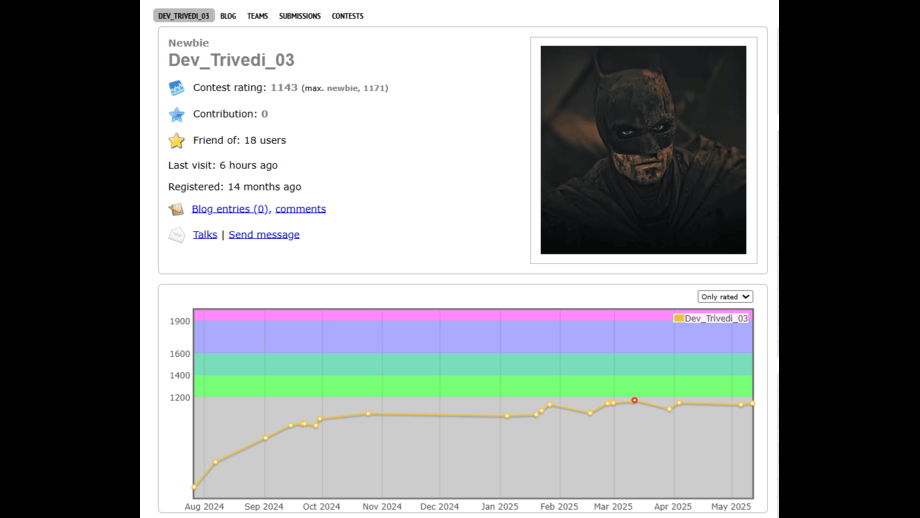 DEV_TRIVEDI_03 BLOG TEAMS SUBMISSIONS CONTESTS
Newbie
Dev_Trivedi_03
Contest rating: 1143 (max. newbie, 1171)
Contribution: 0
Friend of: 18 users
Last visit: 6 hours ago
Registered: 14 months ago
Blog entries (0), comments
Talks | Send message
Only rated
Dev_Trivedi_03
1900
1600
1400
1200
Aug 2024 Sep 2024 Oct 2024 Nov 2024 Dec 2024 Jan 2025 Feb 2025 Mar 2025 Apr 2025 May 2025